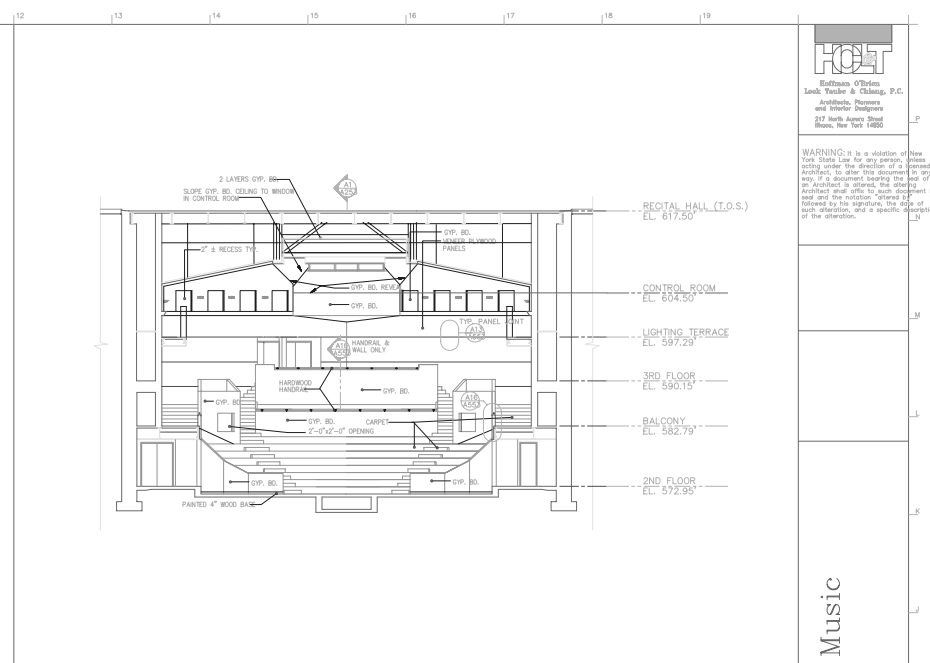 12
13
14
15
16
17
18
19
HOLT
Hoffman O'Brien
Look Taube & Chiang, P.C.
Architects, Planners
and Interior Designers
217 North Aurora Street
Ithaca, New York 14850
P
WARNING: It is a violation of New
York State Law for any person, unless
acting under the direction of a licensed
Architect, to alter this document in any
way. If a document bearing the seal of
an Architect is altered, the altering
Architect shall affix to such document
seal and the notation "altered by"
followed by his signature, the date of
such alteration, and a specific descripti
of the alteration.
N
M
L
K
J
Music
2 LAYERS GYP. BD.
SLOPE GYP. BD. CEILING TO WINDOW
IN CONTROL ROOM
A1
2" ± RECESS TYP.
GYP. BD.
VENEER PLYWOOD
PANELS
GYP. BD. REVEAL
GYP. BD.
TYP. PANEL JOINT
A13
HANDRAIL &
WALL ONLY
HARDWOOD
HANDRAIL
GYP. BD.
GYP. BD.
A16
GYP. BD.
CARPET
2'-0"x2'-0" OPENING
GYP. BD.
GYP. BD.
PAINTED 4" WOOD BASE
RECITAL HALL (T.O.S.)
EL. 617.50'
CONTROL ROOM
EL. 604.50'
LIGHTING TERRACE
EL. 597.29'
3RD FLOOR
EL. 590.15'
BALCONY
EL. 582.79'
2ND FLOOR
EL. 572.95'